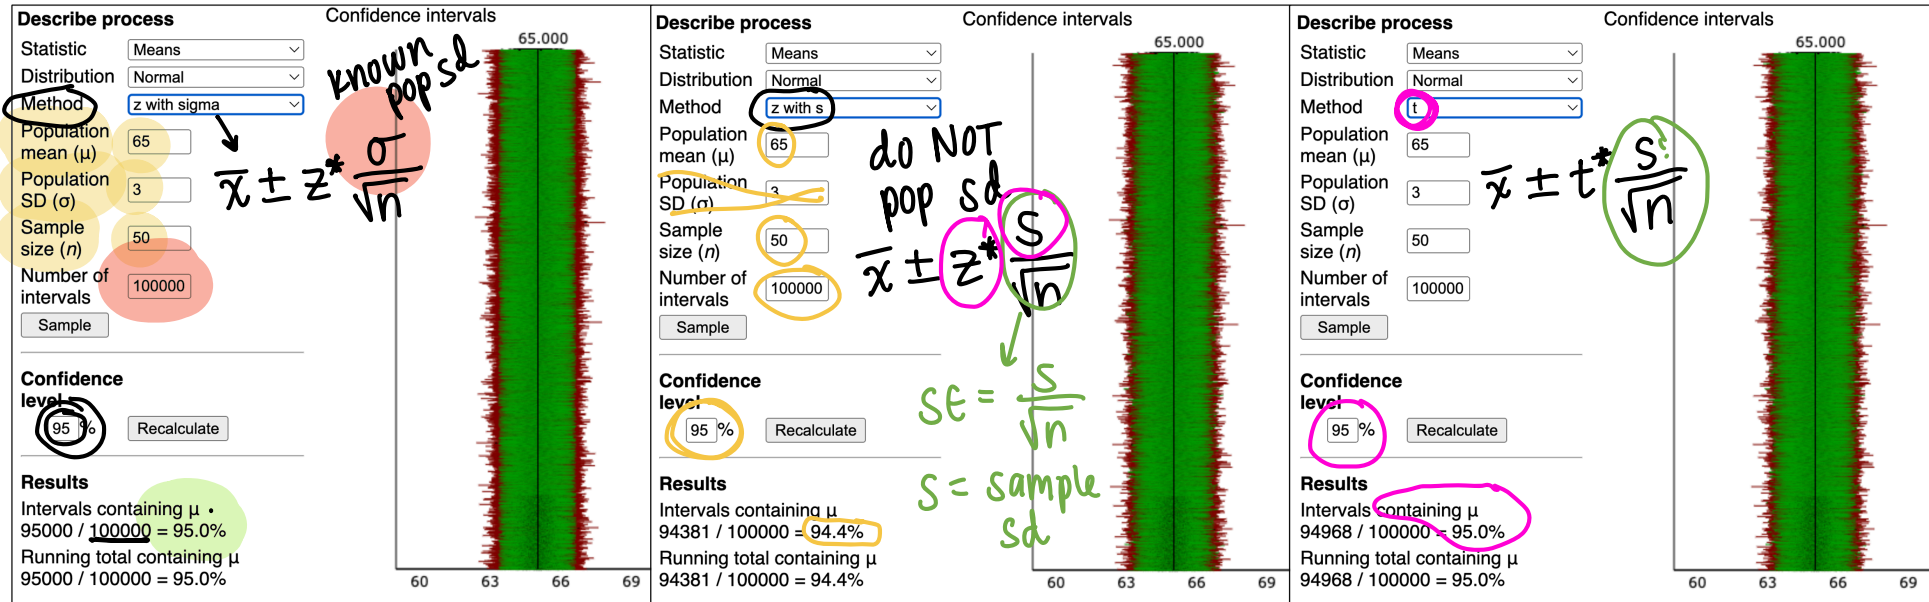 Describe process
Statistic Means
Distribution Normal
Method z with sigma
Population
mean (μ) 65
Population
SD (σ) 3
Sample
size (n) 50
Number of
intervals 100000
Sample
Confidence
level
95 % Recalculate
Results
Intervals containing μ
95000 / 100000 = 95.0%
Running total containing μ
95000 / 100000 = 95.0%
Confidence intervals
65.000
known
pop sd
x̄ ± z* σ/√n
60 63 66 69
Describe process
Statistic Means
Distribution Normal
Method z with s
Population
mean (μ) 65
Population
SD (σ) 3
Sample
size (n) 50
Number of
intervals 100000
Sample
Confidence
level
95 % Recalculate
Results
Intervals containing μ
94381 / 100000 = 94.4%
Running total containing μ
94381 / 100000 = 94.4%
Confidence intervals
65.000
do NOT
pop sd
x̄ ± z* s/√n
SE = s/√n
S = sample
sd
60 63 66 69
Describe process
Statistic Means
Distribution Normal
Method t
Population
mean (μ) 65
Population
SD (σ) 3
Sample
size (n) 50
Number of
intervals 100000
Sample
Confidence
level
95 % Recalculate
Results
Intervals containing μ
94968 / 100000 = 95.0%
Running total containing μ
94968 / 100000 = 95.0%
Confidence intervals
65.000
x̄ ± t* s/√n
60 63 66 69